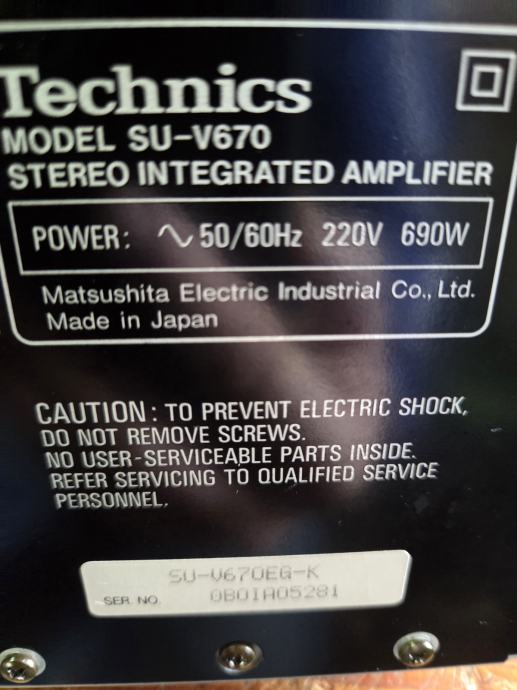 Technics
MODEL SU-V670
STEREO INTEGRATED AMPLIFIER
POWER: ∿ 50/60Hz 220V 690W
Matsushita Electric Industrial Co., Ltd.
Made in Japan
CAUTION: TO PREVENT ELECTRIC SHOCK,
DO NOT REMOVE SCREWS.
NO USER-SERVICEABLE PARTS INSIDE.
REFER SERVICING TO QUALIFIED SERVICE
PERSONNEL.
SU-V670EG-K
SER. NO. 0B0IA05281